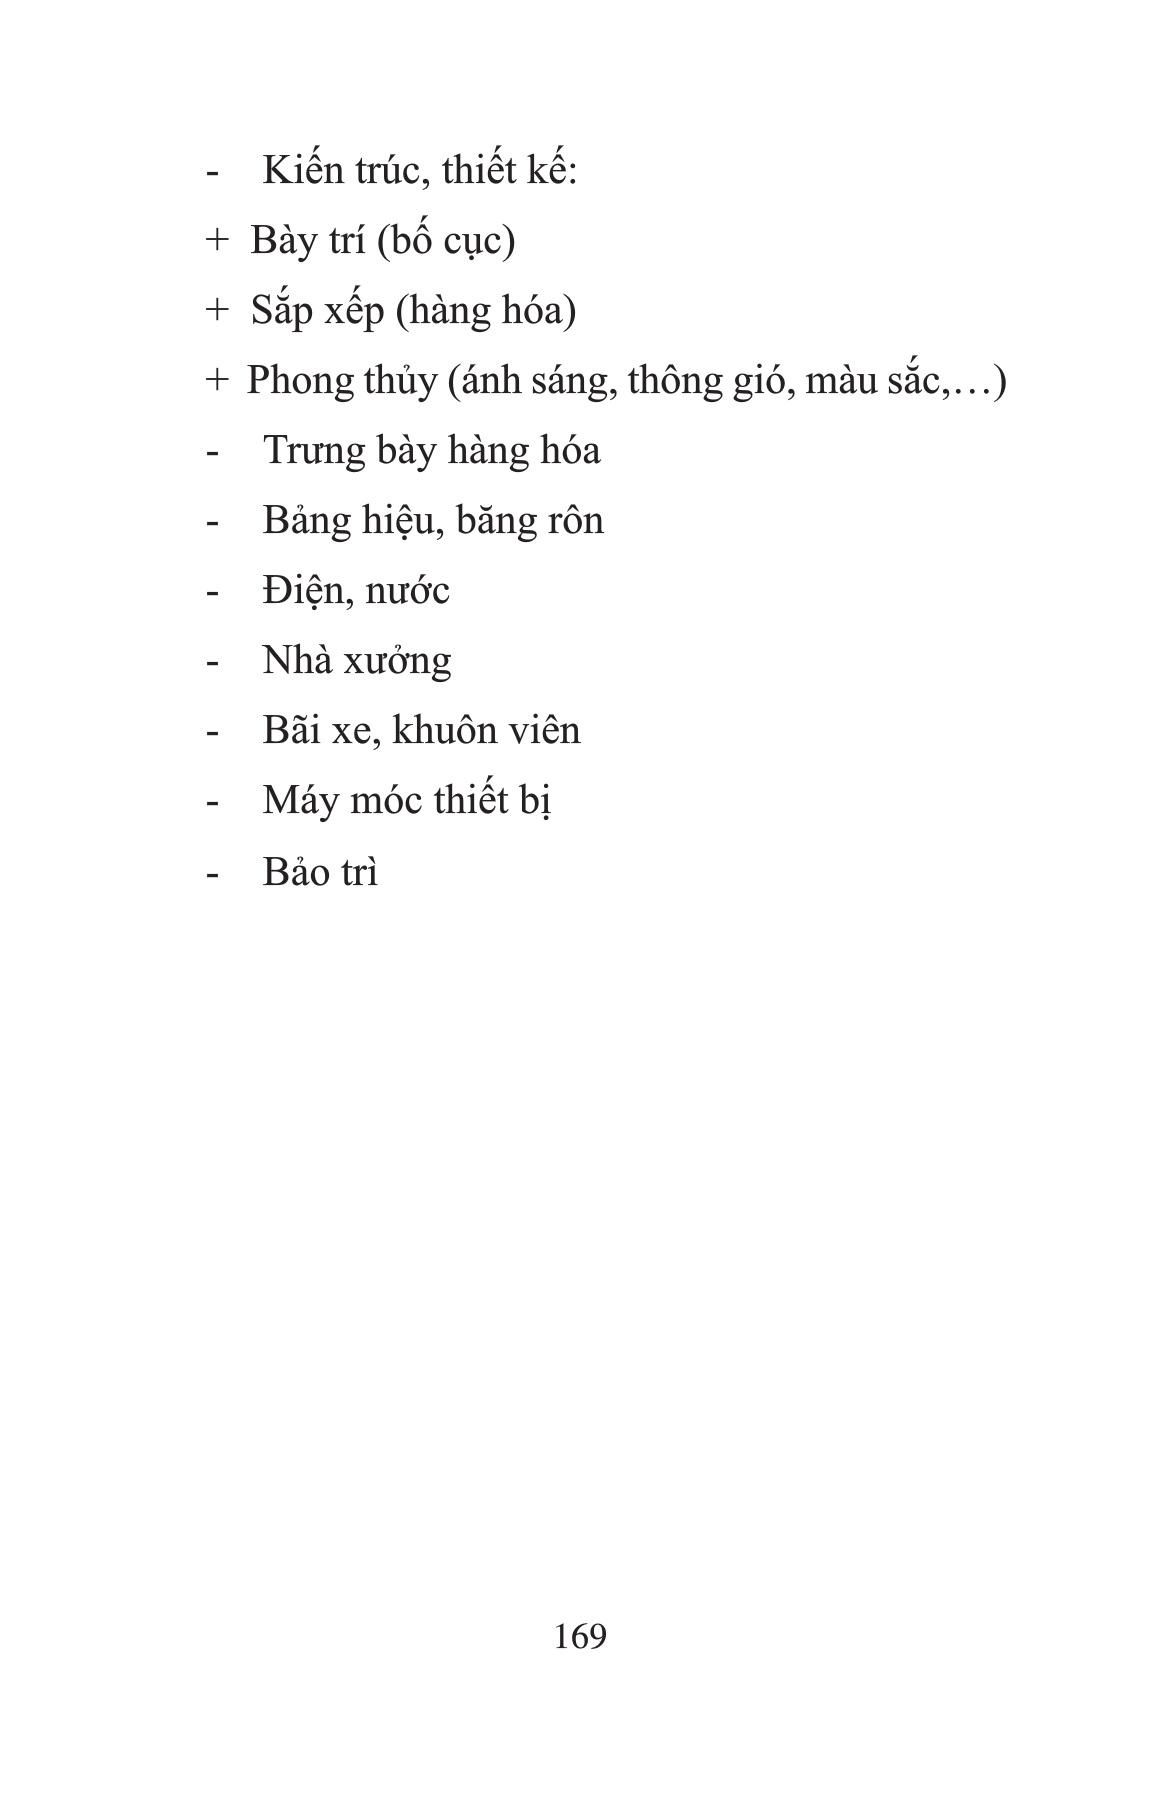 - Kiến trúc, thiết kế:
+ Bày trí (bố cục)
+ Sắp xếp (hàng hóa)
+ Phong thủy (ánh sáng, thông gió, màu sắc,…)
- Trưng bày hàng hóa
- Bảng hiệu, băng rôn
- Điện, nước
- Nhà xưởng
- Bãi xe, khuôn viên
- Máy móc thiết bị
- Bảo trì
169